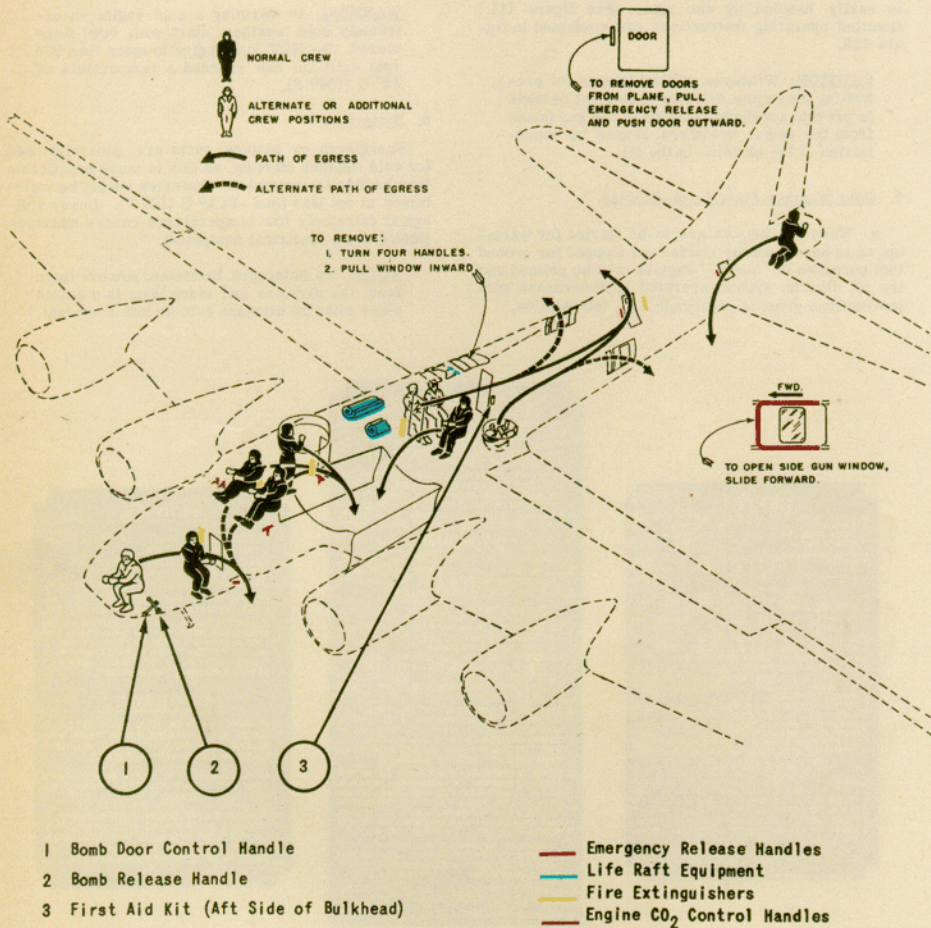 NORMAL CREW
ALTERNATE OR ADDITIONAL
CREW POSITIONS
PATH OF EGRESS
ALTERNATE PATH OF EGRESS
DOOR
TO REMOVE DOORS
FROM PLANE, PULL
EMERGENCY RELEASE
AND PUSH DOOR OUTWARD.
TO REMOVE:
1. TURN FOUR HANDLES.
2. PULL WINDOW INWARD
FWD.
TO OPEN SIDE GUN WINDOW,
SLIDE FORWARD.
1
2
3
1 Bomb Door Control Handle
2 Bomb Release Handle
3 First Aid Kit (Aft Side of Bulkhead)
Emergency Release Handles
Life Raft Equipment
Fire Extinguishers
Engine CO₂ Control Handles